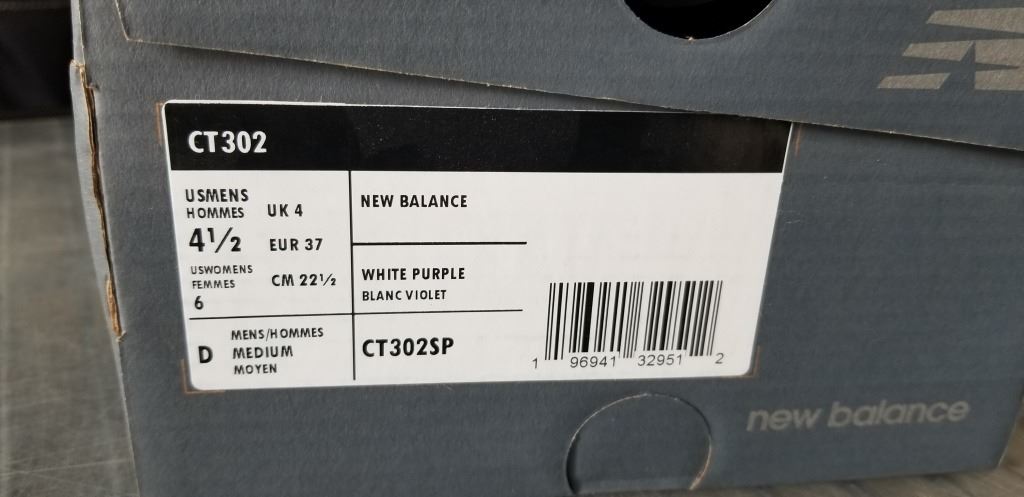 CT302
USMENS
HOMMES
4½
UK 4
EUR 37
USWOMENS
FEMMES
6
CM 22½
NEW BALANCE
WHITE PURPLE
BLANC VIOLET
D
MENS/HOMMES
MEDIUM
MOYEN
CT302SP
1 96941 32951 2
new balance